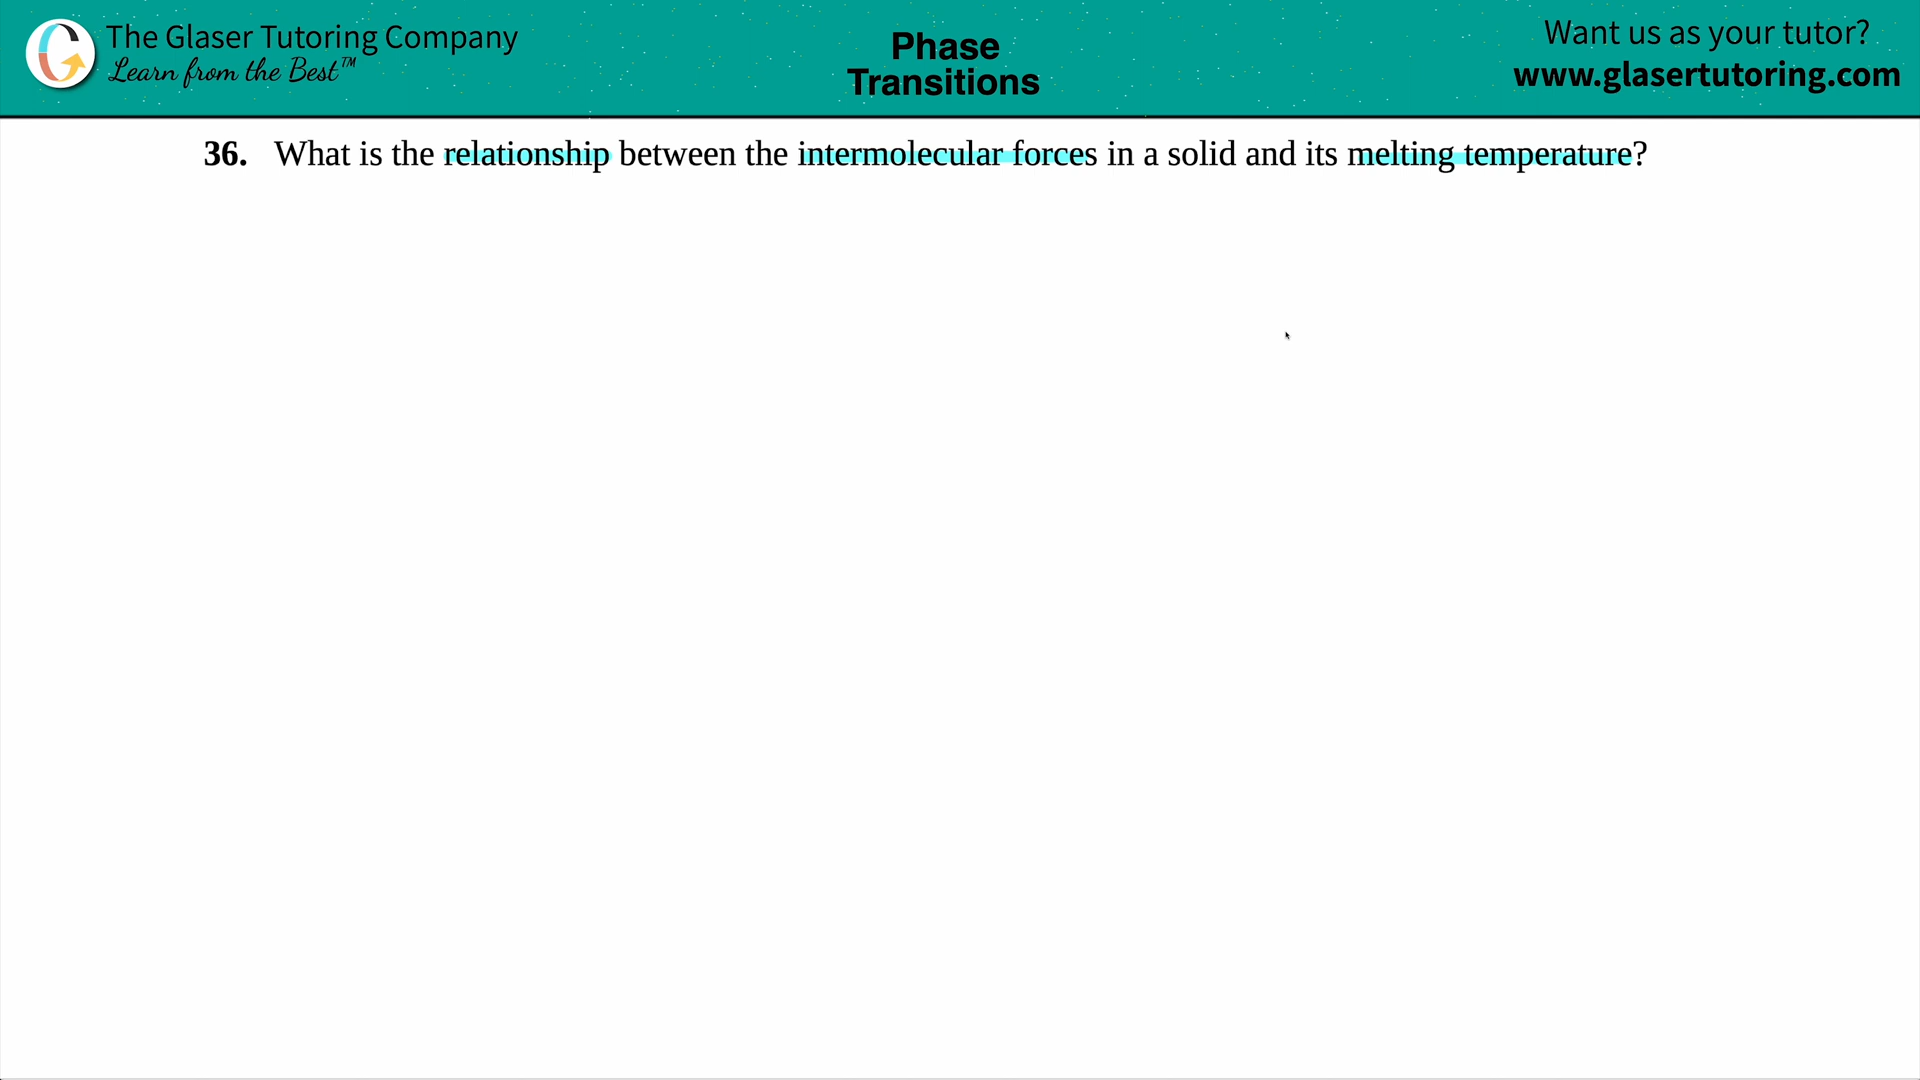 The Glaser Tutoring Company
Learn from the Best™
Phase
Transitions
Want us as your tutor?
www.glasertutoring.com
36. What is the relationship between the intermolecular forces in a solid and its melting temperature?